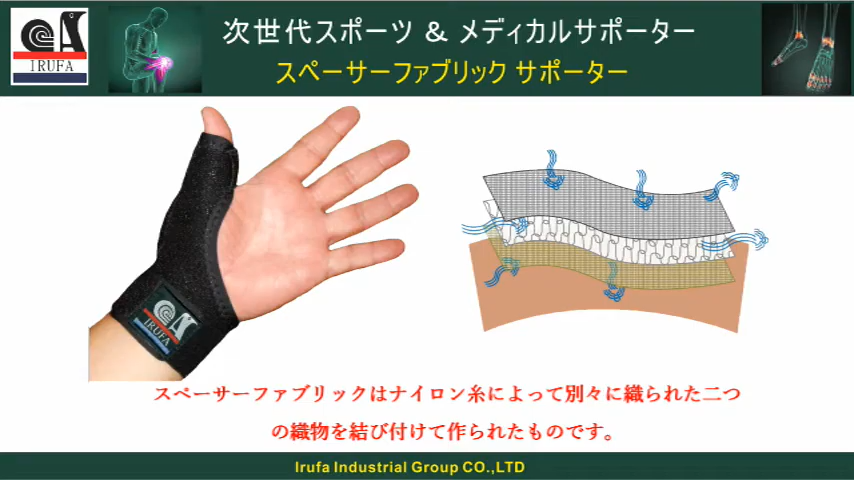 IRUFA
次世代スポーツ & メディカルサポーター
スペーサーファブリック サポーター
IRUFA
スペーサーファブリックはナイロン糸によって別々に織られた二つ
の織物を結び付けて作られたものです。
Irufa Industrial Group CO.,LTD